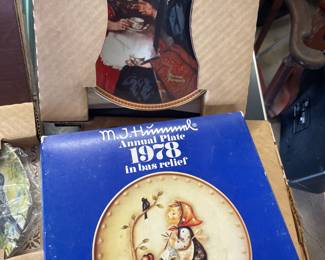 M.J. Hummel
Annual Plate
1978
in bas relief